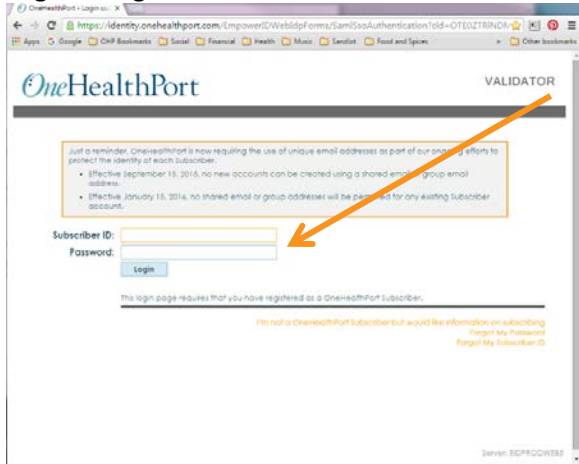 OneHealthPort - Login
https://identity.onehealthport.com/EmpowerIDWebIdpForms/SamlSsoAuthentication?
Apps Google CHP Bookmarks Social Financial Health Music Sandlot Food and Spices Other bookmarks
OneHealthPort VALIDATOR
Just a reminder, OneHealthPort is now requiring the use of unique email addresses as part of our ongoing efforts to
protect the identity of each Subscriber.
• Effective September 15, 2015, no new accounts can be created using a shared email group email
address.
• Effective January 15, 2016, no shared email or group addresses will be permitted for any existing Subscriber
account.
Subscriber ID:
Password:
Login
This login page requires that you have registered as a OneHealthPort Subscriber.
I'm not a OneHealthPort Subscriber but would like information on subscribing
Forgot My Password
Forgot My Subscriber ID
Server: